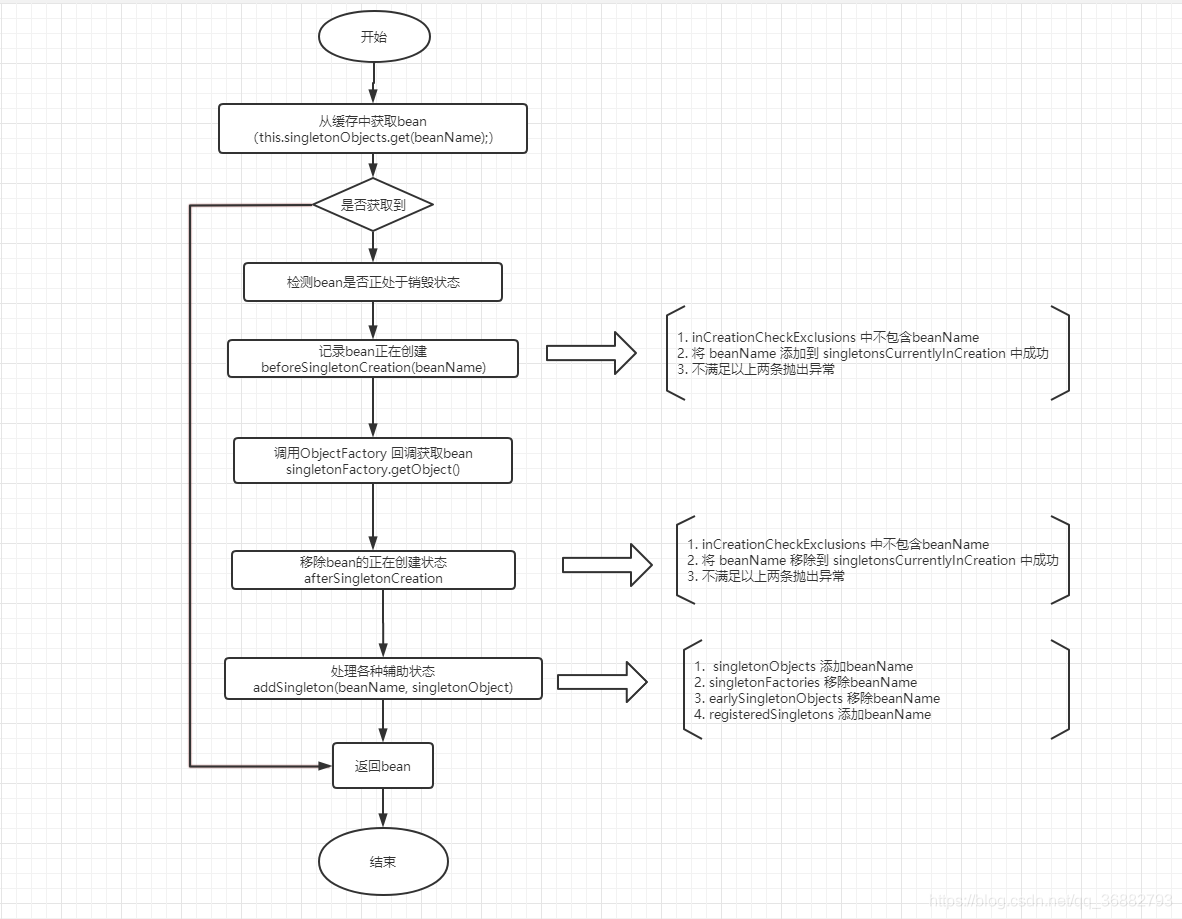 开始
从缓存中获取bean
（this.singletonObjects.get(beanName);）
是否获取到
检测bean是否正处于销毁状态
记录bean正在创建
beforeSingletonCreation(beanName)
1. inCreationCheckExclusions 中不包含beanName
2. 将 beanName 添加到 singletonsCurrentlyInCreation 中成功
3. 不满足以上两条抛出异常
调用ObjectFactory 回调获取bean
singletonFactory.getObject()
移除bean的正在创建状态
afterSingletonCreation
1. inCreationCheckExclusions 中不包含beanName
2. 将 beanName 移除到 singletonsCurrentlyInCreation 中成功
3. 不满足以上两条抛出异常
处理各种辅助状态
addSingleton(beanName, singletonObject)
1. singletonObjects 添加beanName
2. singletonFactories 移除beanName
3. earlySingletonObjects 移除beanName
4. registeredSingletons 添加beanName
返回bean
结束
https://blog.csdn.net/qq_36882793